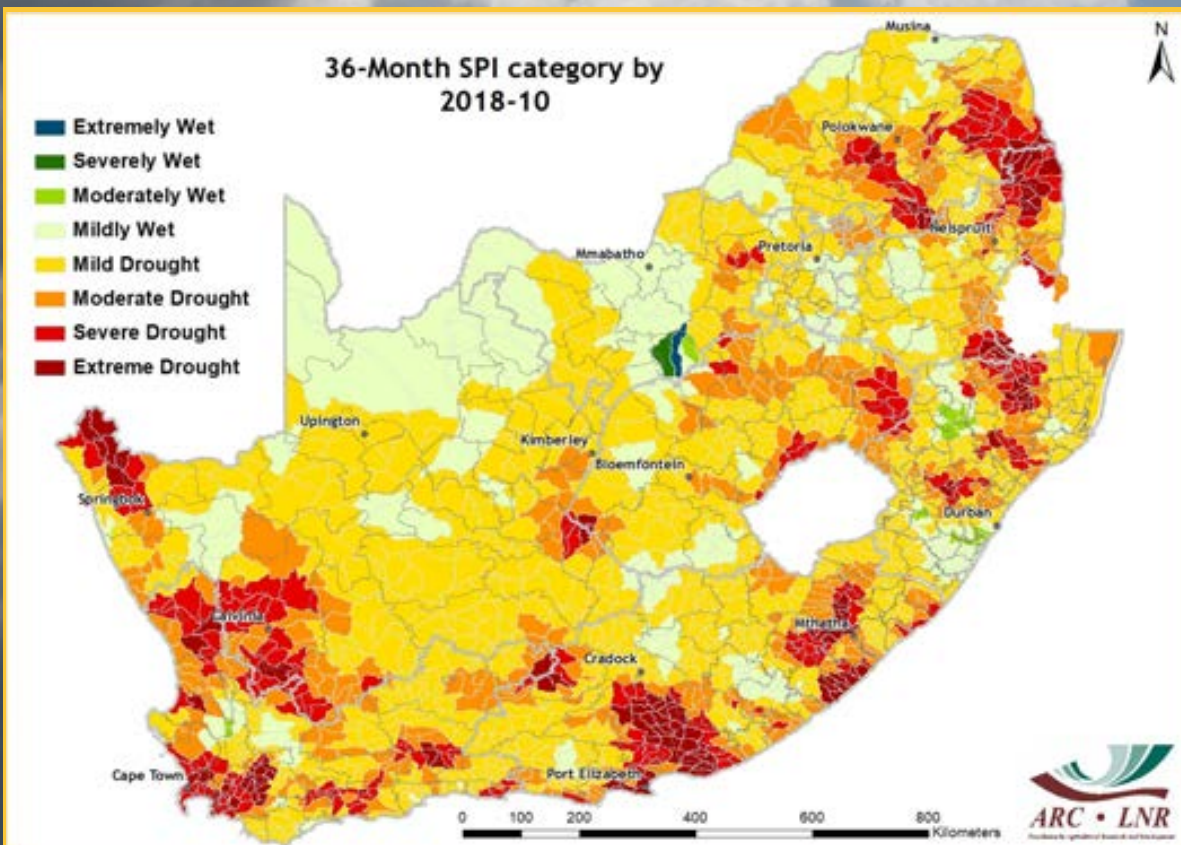 36-Month SPI category by
2018-10
N
Extremely Wet
Severely Wet
Moderately Wet
Mildly Wet
Mild Drought
Moderate Drought
Severe Drought
Extreme Drought
Musina
Polokwane
Nelspruit
Pretoria
Mmabatho
Upington
Kimberley
Bloemfontein
Springbok
Durban
Calvinia
Mthatha
Cradock
Cape Town
Port Elizabeth
0 100 200 400 600 800
Kilometers
ARC • LNR